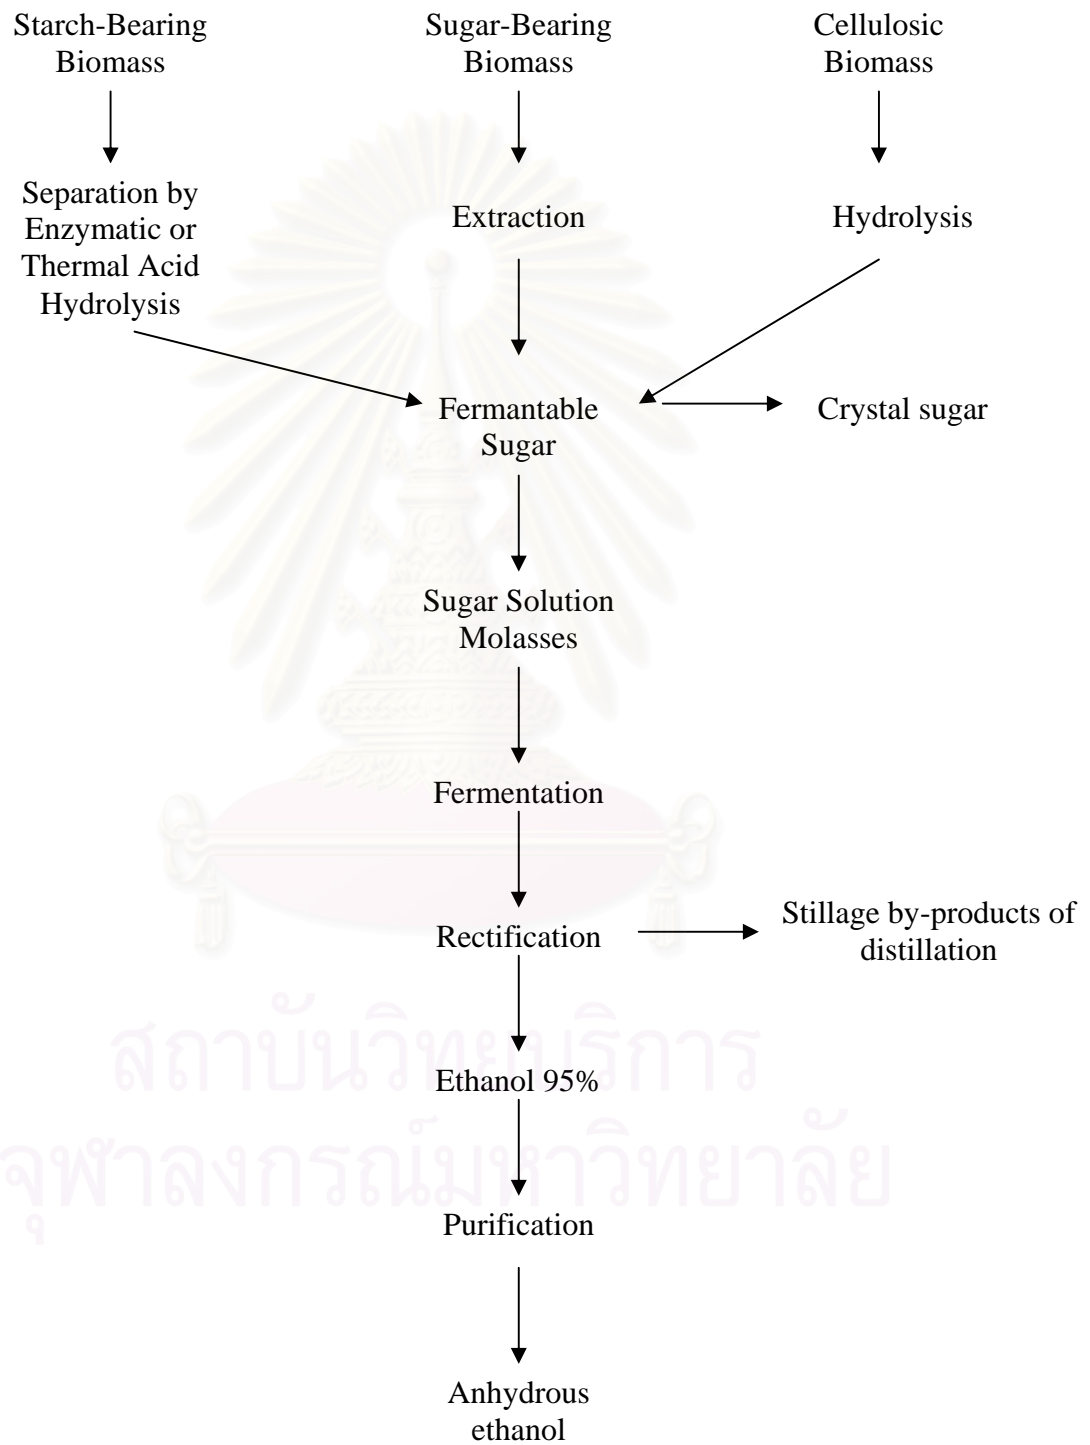 Starch-Bearing
Biomass
Sugar-Bearing
Biomass
Cellulosic
Biomass
Separation by
Enzymatic or
Thermal Acid
Hydrolysis
Extraction
Hydrolysis
Fermantable
Sugar
Crystal sugar
Sugar Solution
Molasses
Fermentation
Rectification
Stillage by-products of
distillation
สถาบันวิทยบริการ
Ethanol 95%
จุฬาลงกรณ์มหาวิทยาลัย
Purification
Anhydrous
ethanol